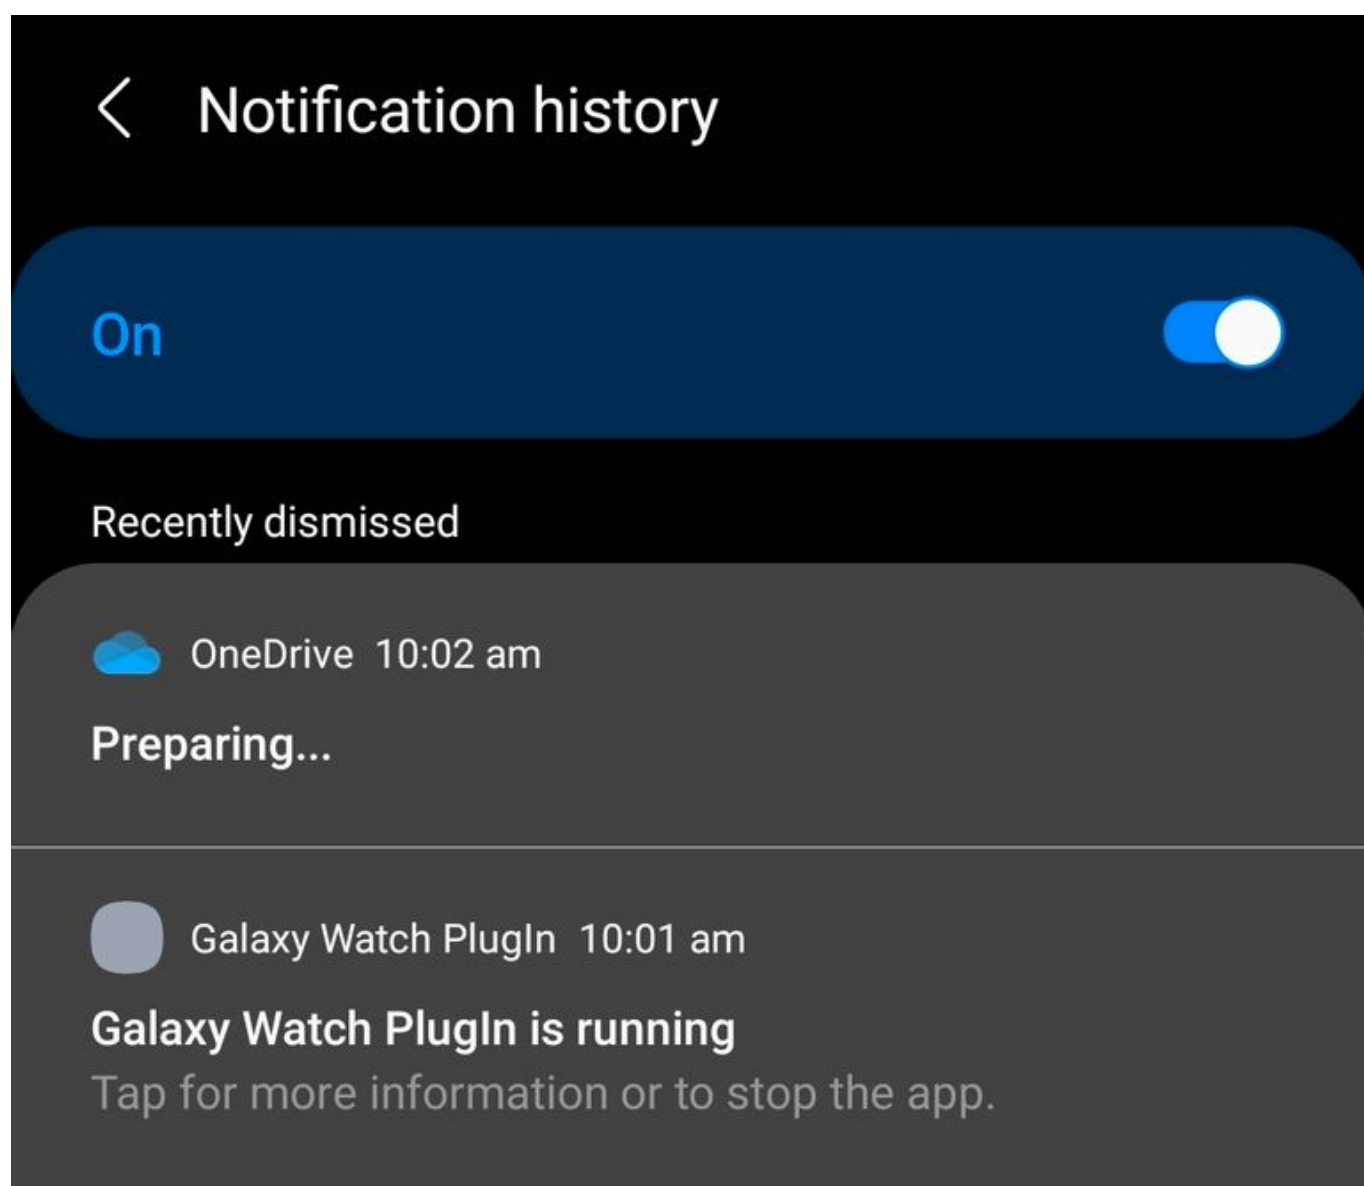 Notification history
On
Recently dismissed
OneDrive 10:02 am
Preparing...
Galaxy Watch PlugIn 10:01 am
Galaxy Watch PlugIn is running
Tap for more information or to stop the app.